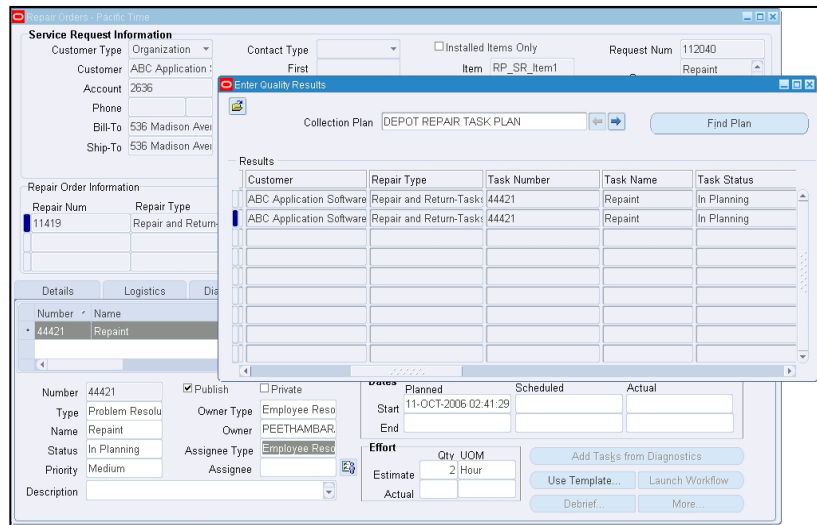 Repair Orders - Pacific Time
Service Request Information
Customer Type Organization Contact Type Installed Items Only Request Num 112040
Customer ABC Application First Item RP_SR_Item1 Repaint
Account 2636
Phone
Bill-To 536 Madison Aver
Ship-To 536 Madison Aver
Enter Quality Results
Collection Plan DEPOT REPAIR TASK PLAN Find Plan
Results
Customer Repair Type Task Number Task Name Task Status
ABC Application Software Repair and Return-Tasks 44421 Repaint In Planning
ABC Application Software Repair and Return-Tasks 44421 Repaint In Planning
Repair Order Information
Repair Num Repair Type
11419 Repair and Return-
Details Logistics Dia
Number Name
44421 Repaint
Number 44421 Publish Private
Type Problem Resolu Owner Type Employee Reso
Name Repaint Owner PEETHAMBAR
Status In Planning Assignee Type Employee Reso
Priority Medium Assignee
Description
Dates Planned Scheduled Actual
Start 11-OCT-2006 02:41:29
End
Effort Qty UOM
Estimate 2 Hour
Actual
Add Tasks from Diagnostics
Use Template... Launch Workflow
Debrief... More...